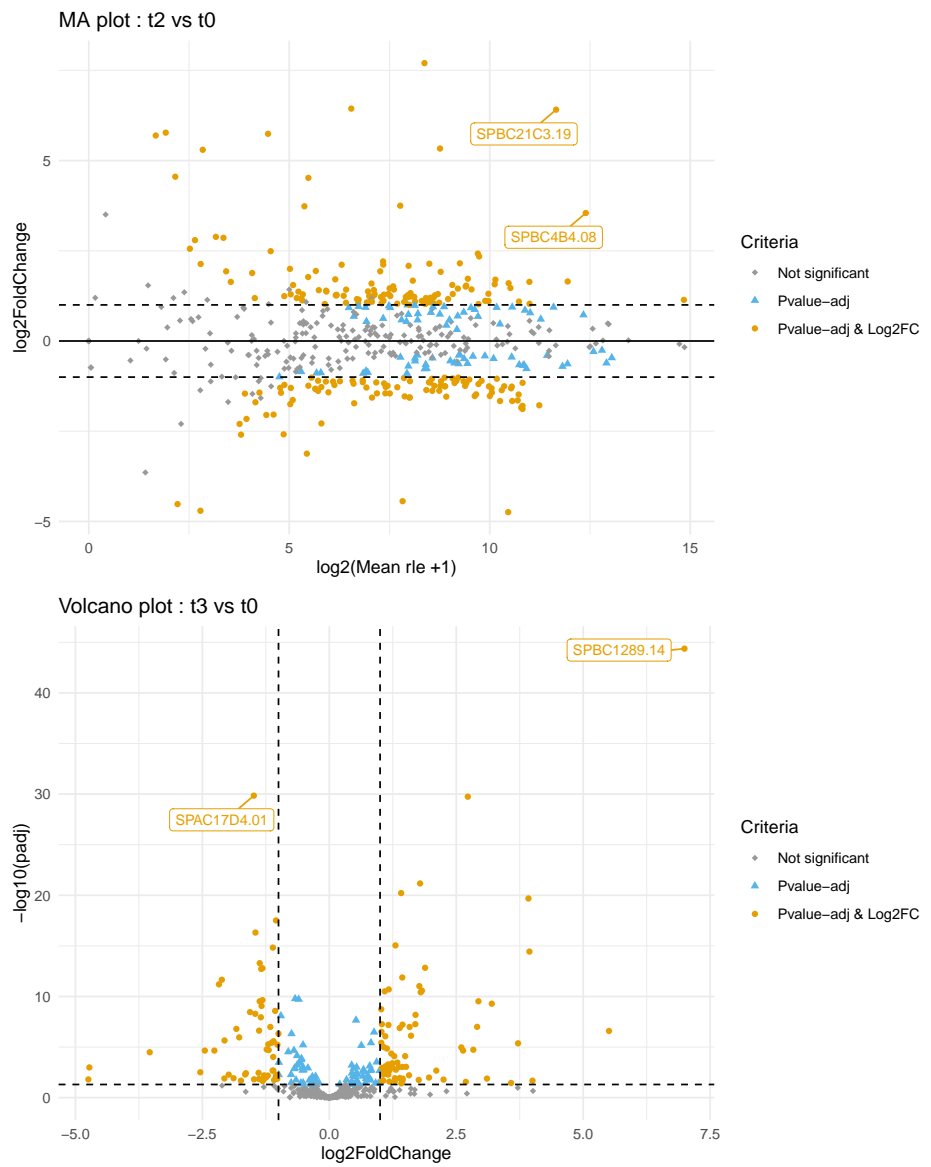 MA plot : t2 vs t0
5
0
−5
log2FoldChange
SPBC21C3.19
SPBC4B4.08
0
5
10
15
log2(Mean rle +1)
Criteria
Not significant
Pvalue−adj
Pvalue−adj & Log2FC
Volcano plot : t3 vs t0
40
30
20
10
0
−log10(padj)
SPBC1289.14
SPAC17D4.01
−5.0
−2.5
0.0
2.5
5.0
7.5
log2FoldChange
Criteria
Not significant
Pvalue−adj
Pvalue−adj & Log2FC